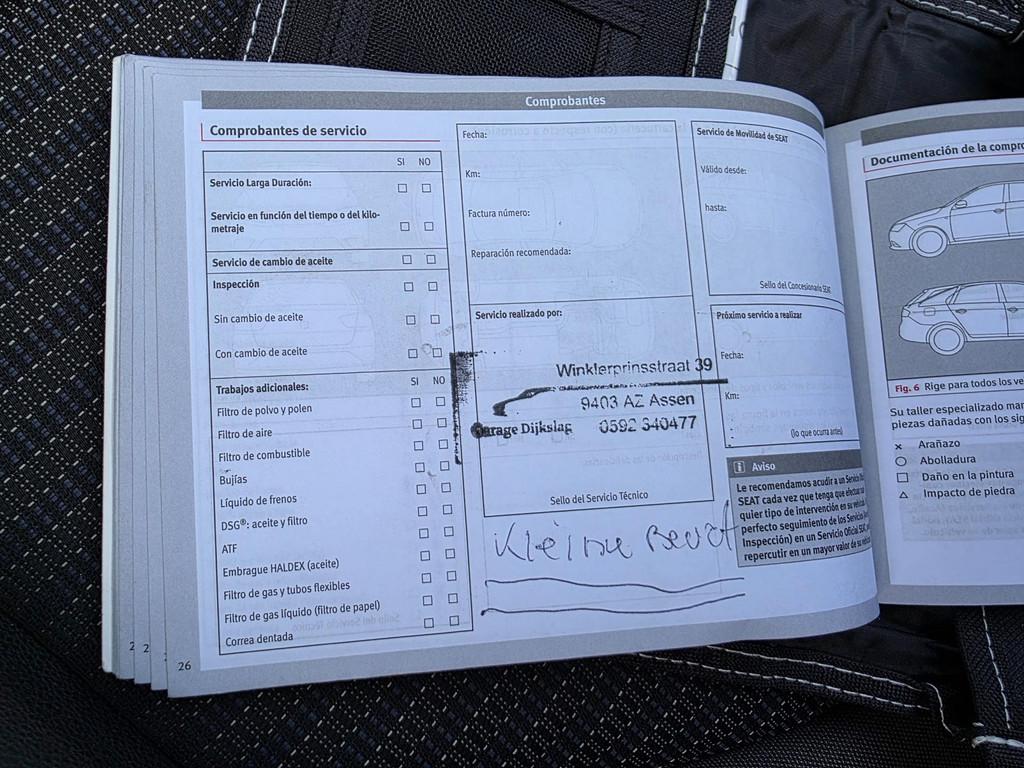 Comprobantes
Comprobantes de servicio
SI NO
Servicio Larga Duración:
Servicio en función del tiempo o del kilo-
metraje
Servicio de cambio de aceite
Inspección
Sin cambio de aceite
Con cambio de aceite
Trabajos adicionales: SI NO
Filtro de polvo y polen
Filtro de aire
Filtro de combustible
Bujías
Líquido de frenos
DSG®; aceite y filtro
ATF
Embrague HALDEX (aceite)
Filtro de gas y tubos flexibles
Filtro de gas líquido (filtro de papel)
Correa dentada
26
Fecha:
Km:
Factura número:
Reparación recomendada:
Servicio realizado por:
Winklerprinsstraat 39
9403 AZ Assen
Garage Dijkslag 0592 340477
Sello del Servicio Técnico
Kleine Beurt
Servicio de Movilidad de SEAT
Válido desde:
hasta:
Sello del Concesionario SEAT
Próximo servicio a realizar
Fecha:
Km:
(lo que ocurra antes)
i Aviso
Le recomendamos acudir a un Servicio
SEAT cada vez que tenga que efectuar
quier tipo de intervención en su
perfecto seguimiento de los Servicios
Inspección) en un Servicio Oficial
repercutir en un mayor valor de su
Documentación de la
Fig. 6 Rige para todos los
Su taller especializado
piezas dañadas con los
Arañazo
Abolladura
Daño en la pintura
Impacto de piedra